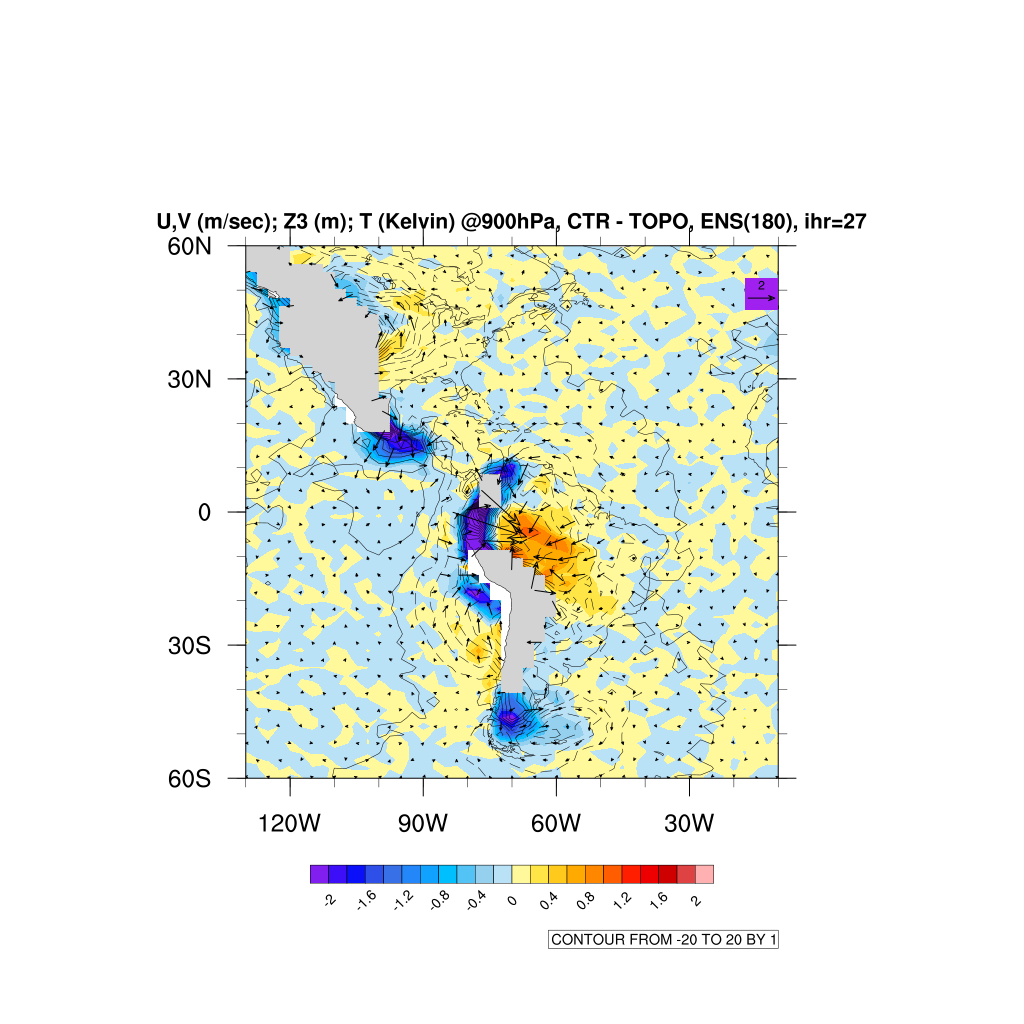 U,V (m/sec); Z3 (m); T (Kelvin) @900hPa, CTR - TOPO, ENS(180), ihr=27
60N
2
30N
0
30S
60S
120W 90W 60W 30W
-2 -1.6 -1.2 -0.8 -0.4 0 0.4 0.8 1.2 1.6 2
CONTOUR FROM -20 TO 20 BY 1